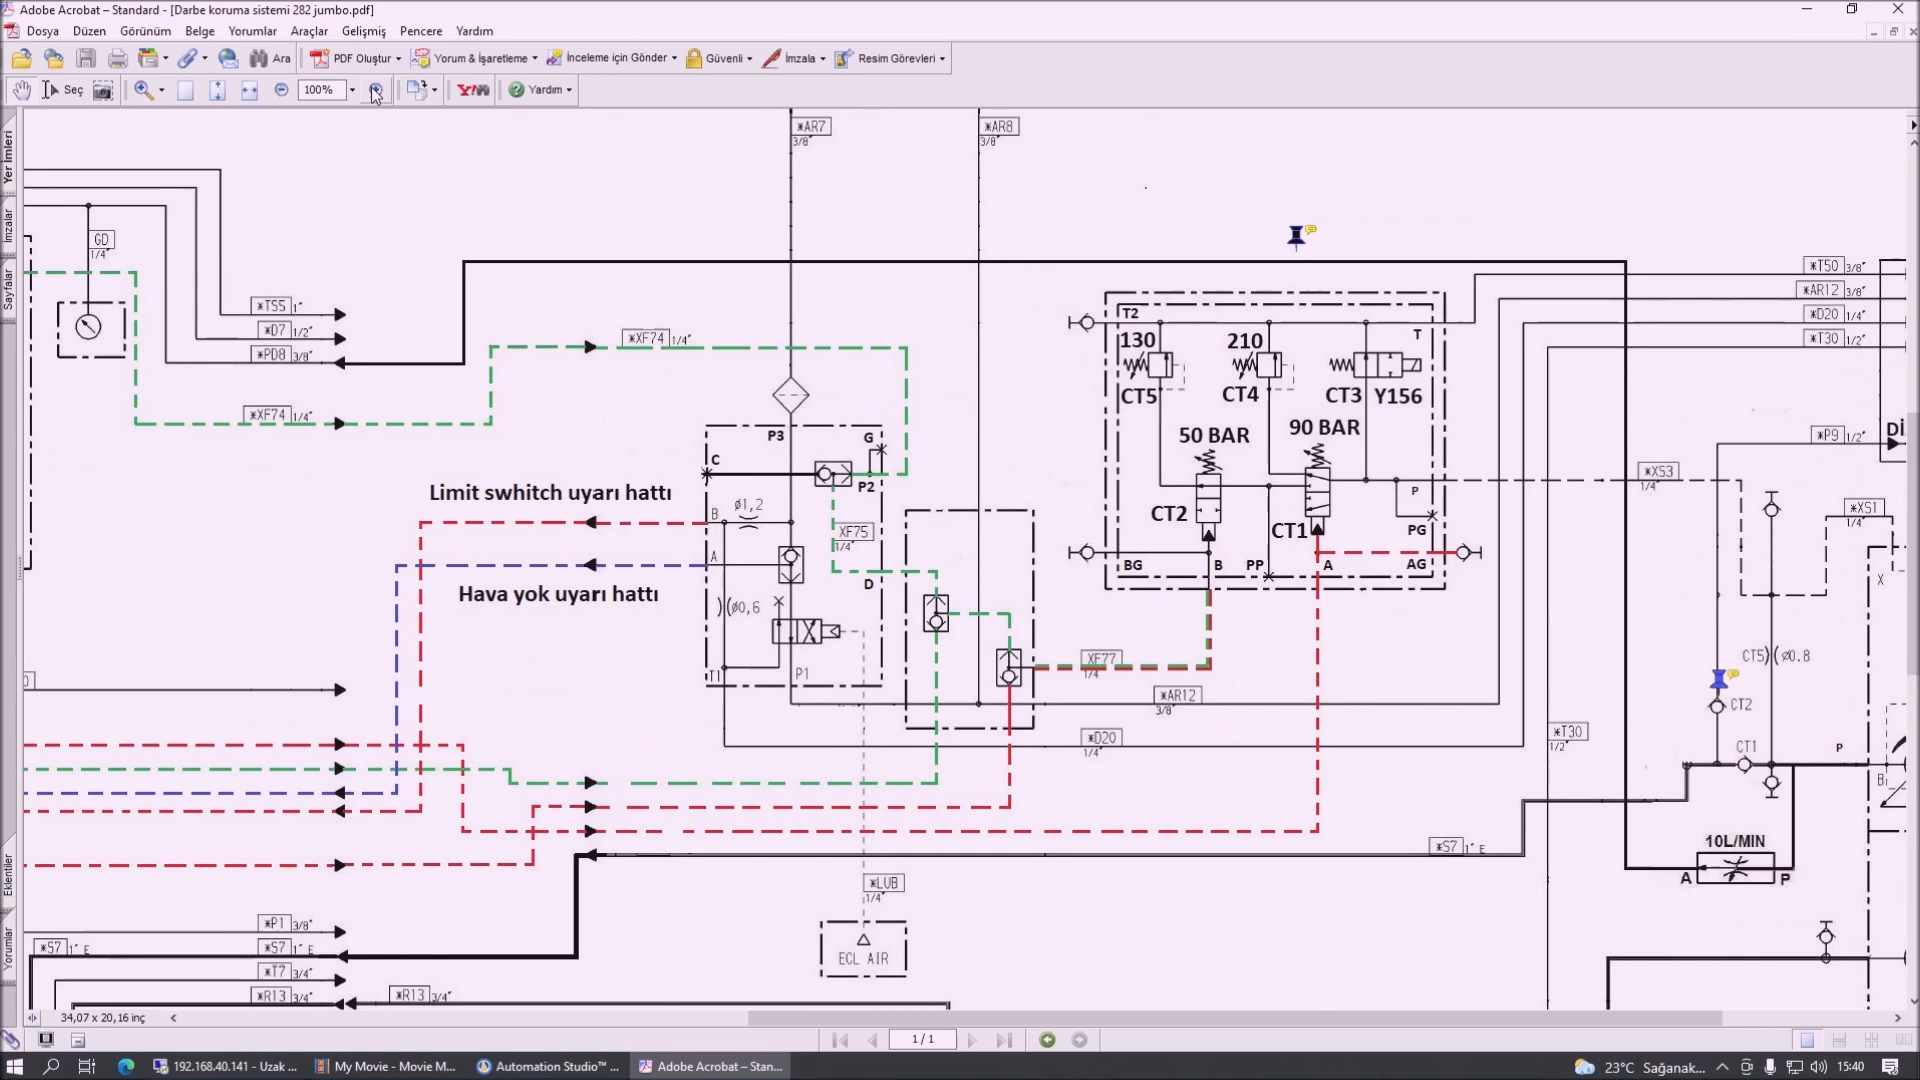 Adobe Acrobat – Standard - [Darbe koruma sistemi 282 jumbo.pdf]
Dosya Düzen Görünüm Belge Yorumlar Araçlar Gelişmiş Pencere Yardım
Ara PDF Oluştur Yorum & İşaretleme İnceleme için Gönder Güvenli İmzala Resim Görevleri
Seç 100% Yardım
Yer İmleri
İmzalar
Sayfalar
Eklentiler
Yorumlar
*AR7
3/8"
*AR8
3/8"
GD
1/4"
*TS5 1"
*D7 1/2"
*PD8 3/8"
*XF74 1/4"
*XF74 1/4"
*T50 3/8"
*AR12 3/8"
*D20 1/4"
*T30 1/2"
T2
T
130
210
CT5
CT4
CT3 Y156
50 BAR
90 BAR
CT2
CT1
P
PG
BG
B
PP
A
AG
*P9 1/2"
Dİ
*XS3
1/4"
*XS1
1/4"
P3
G
C
P2
Limit swhitch uyarı hattı
B
ø1,2
XF75
1/4"
A
D
Hava yok uyarı hattı
ø0,6
T1
P1
XF77
1/4"
*AR12
3/8"
*D20
1/4"
*T30
1/2"
X
CT5 ø0.8
CT2
CT1
P
B
*S7 1" E
10L/MIN
A
P
*LUB
1/4"
ECL AIR
*P1 3/8"
*S7 1" E
*S7 1" E
*T7 3/4"
*R13 3/4"
*R13 3/4"
34,07 x 20,16 inç
1 / 1
192.168.40.141 - Uzak ...
My Movie - Movie M...
Automation Studio™ ...
Adobe Acrobat – Stan...
23°C Sağanak...
15:40